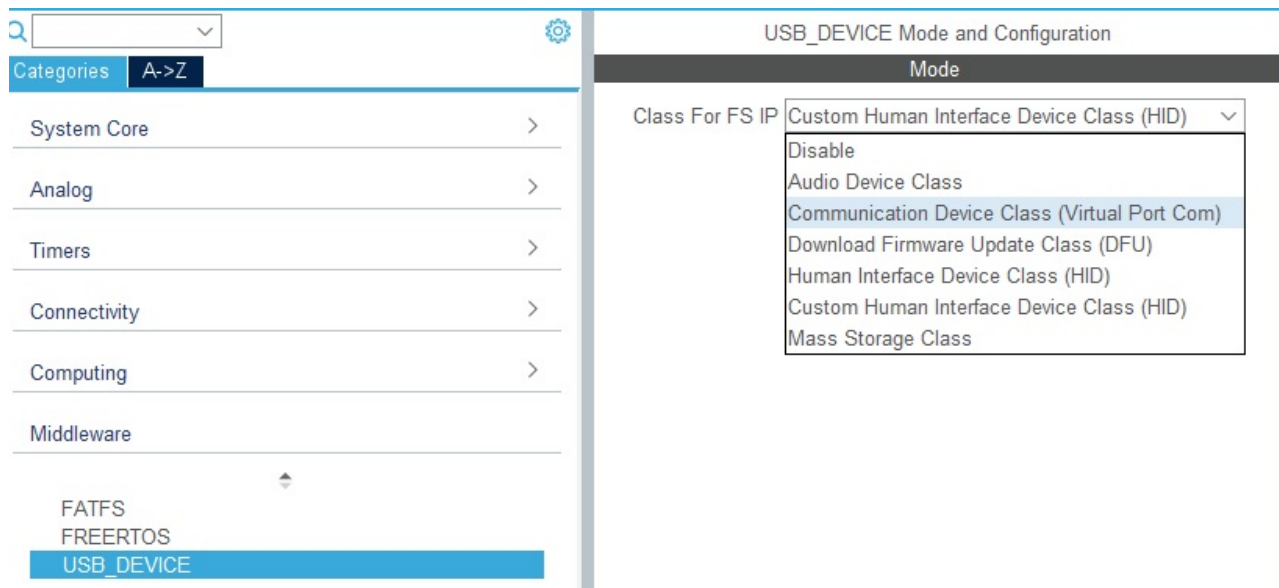 Categories
A->Z
System Core
Analog
Timers
Connectivity
Computing
Middleware
FATFS
FREERTOS
USB_DEVICE
USB_DEVICE Mode and Configuration
Mode
Class For FS IP Custom Human Interface Device Class (HID)
Disable
Audio Device Class
Communication Device Class (Virtual Port Com)
Download Firmware Update Class (DFU)
Human Interface Device Class (HID)
Custom Human Interface Device Class (HID)
Mass Storage Class